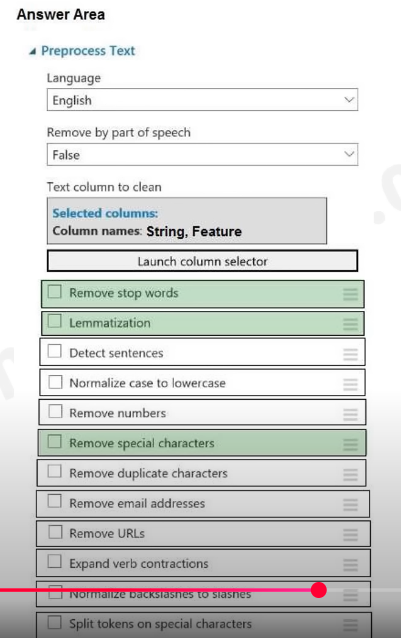 Answer Area
Preprocess Text
Language
English
Remove by part of speech
False
Text column to clean
Selected columns:
Column names: String, Feature
Launch column selector
Remove stop words
Lemmatization
Detect sentences
Normalize case to lowercase
Remove numbers
Remove special characters
Remove duplicate characters
Remove email addresses
Remove URLs
Expand verb contractions
Normalize backslashes to slashes
Split tokens on special characters